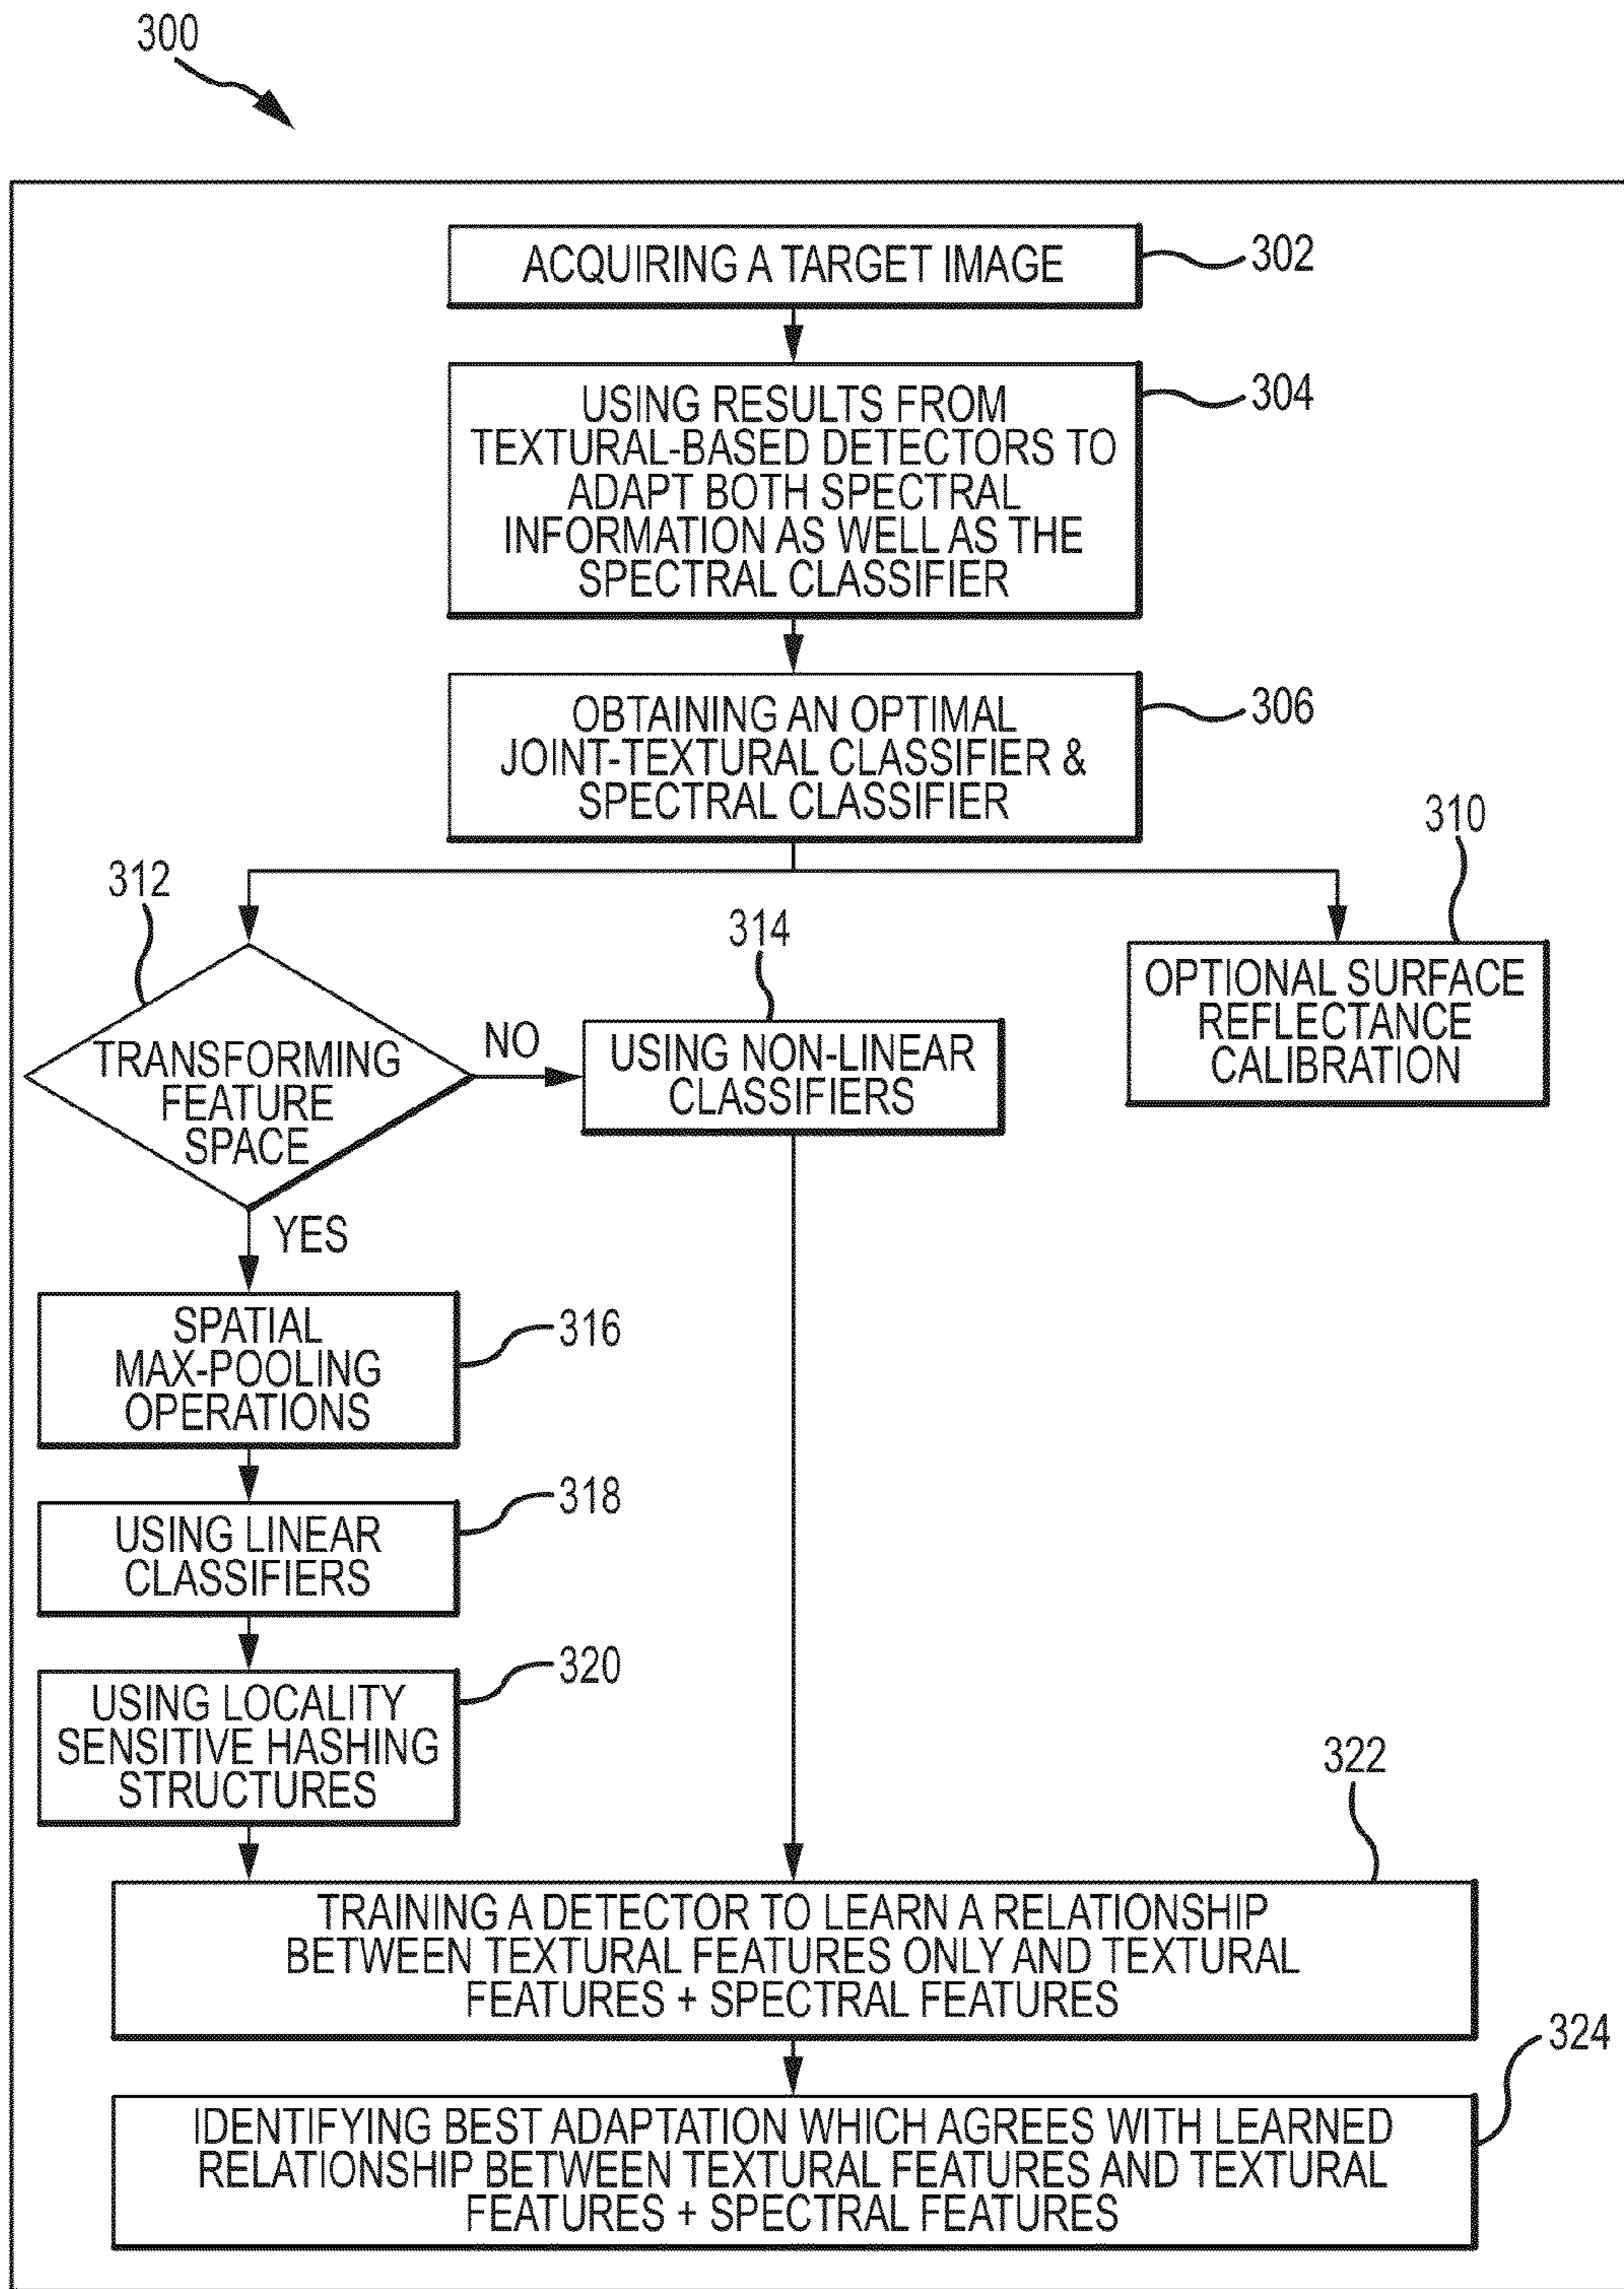 300
ACQUIRING A TARGET IMAGE
302
USING RESULTS FROM
TEXTURAL-BASED DETECTORS TO
ADAPT BOTH SPECTRAL
INFORMATION AS WELL AS THE
SPECTRAL CLASSIFIER
304
OBTAINING AN OPTIMAL
JOINT-TEXTURAL CLASSIFIER &
SPECTRAL CLASSIFIER
306
310
OPTIONAL SURFACE
REFLECTANCE
CALIBRATION
312
TRANSFORMING
FEATURE
SPACE
NO
314
USING NON-LINEAR
CLASSIFIERS
YES
SPATIAL
MAX-POOLING
OPERATIONS
316
USING LINEAR
CLASSIFIERS
318
USING LOCALITY
SENSITIVE HASHING
STRUCTURES
320
322
TRAINING A DETECTOR TO LEARN A RELATIONSHIP
BETWEEN TEXTURAL FEATURES ONLY AND TEXTURAL
FEATURES + SPECTRAL FEATURES
324
IDENTIFYING BEST ADAPTATION WHICH AGREES WITH LEARNED
RELATIONSHIP BETWEEN TEXTURAL FEATURES AND TEXTURAL
FEATURES + SPECTRAL FEATURES